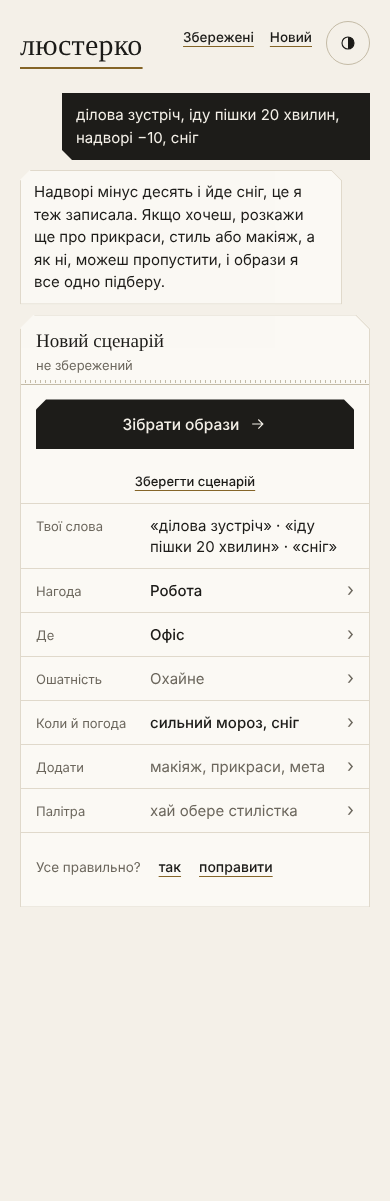 люстерко
Збережені Новий
ділова зустріч, іду пішки 20 хвилин,
надворі −10, сніг
Надворі мінус десять і йде сніг, це я
теж записала. Якщо хочеш, розкажи
ще про прикраси, стиль або макіяж, а
як ні, можеш пропустити, і образи я
все одно підберу.
Новий сценарій
не збережений
Зібрати образи →
Зберегти сценарій
Твої слова «ділова зустріч» · «іду
пішки 20 хвилин» · «сніг»
Нагода Робота
Де Офіс
Ошатність Охайне
Коли й погода сильний мороз, сніг
Додати макіяж, прикраси, мета
Палітра хай обере стилістка
Усе правильно? так поправити